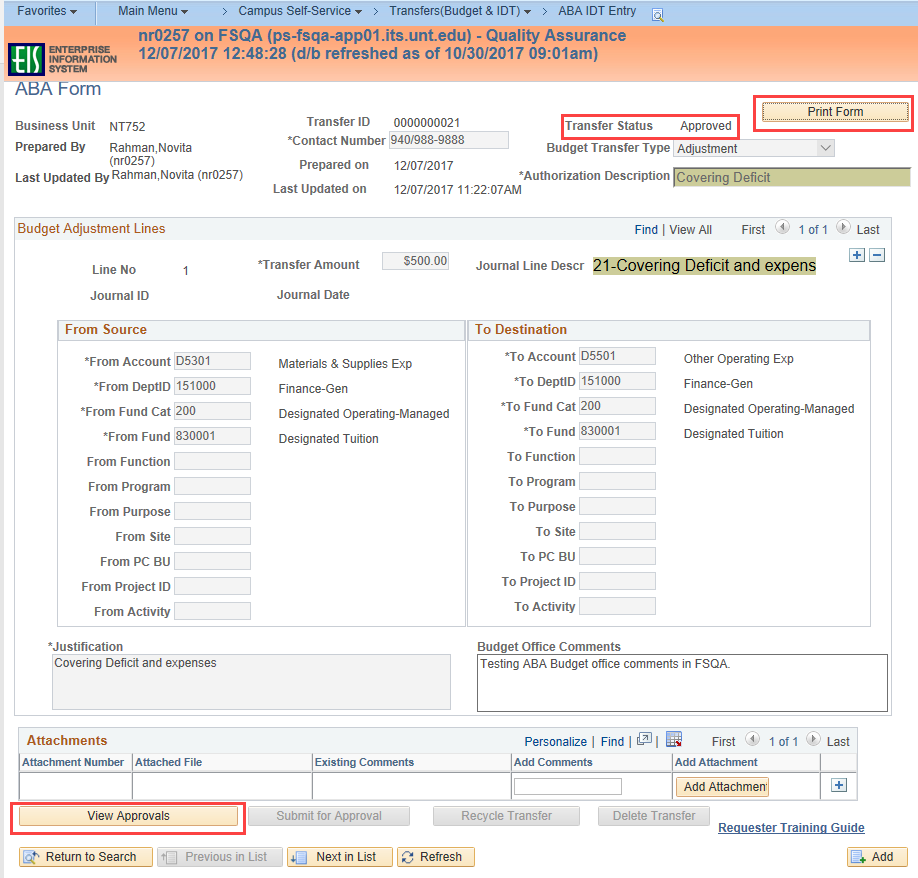 Favorites Main Menu > Campus Self-Service > Transfers(Budget & IDT) > ABA IDT Entry
EIS ENTERPRISE INFORMATION SYSTEM
nr0257 on FSQA (ps-fsqa-app01.its.unt.edu) - Quality Assurance
12/07/2017 12:48:28 (d/b refreshed as of 10/30/2017 09:01am)
ABA Form
Print Form
Business Unit NT752
Transfer ID 0000000021
Transfer Status Approved
Prepared By Rahman,Novita (nr0257)
*Contact Number 940/988-9888
Budget Transfer Type Adjustment
Prepared on 12/07/2017
Last Updated By Rahman,Novita (nr0257)
*Authorization Description Covering Deficit
Last Updated on 12/07/2017 11:22:07AM
Budget Adjustment Lines
Find | View All First 1 of 1 Last
Line No 1
*Transfer Amount $500.00
Journal Line Descr 21-Covering Deficit and expens
Journal ID
Journal Date
From Source
*From Account D5301 Materials & Supplies Exp
*From DeptID 151000 Finance-Gen
*From Fund Cat 200 Designated Operating-Managed
*From Fund 830001 Designated Tuition
From Function
From Program
From Purpose
From Site
From PC BU
From Project ID
From Activity
To Destination
*To Account D5501 Other Operating Exp
*To DeptID 151000 Finance-Gen
*To Fund Cat 200 Designated Operating-Managed
*To Fund 830001 Designated Tuition
To Function
To Program
To Purpose
To Site
To PC BU
To Project ID
To Activity
*Justification
Covering Deficit and expenses
Budget Office Comments
Testing ABA Budget office comments in FSQA.
Attachments
Personalize | Find | | First 1 of 1 Last
Attachment Number Attached File Existing Comments Add Comments Add Attachment
Add Attachment
View Approvals Submit for Approval Recycle Transfer Delete Transfer
Requester Training Guide
Return to Search Previous in List Next in List Refresh Add